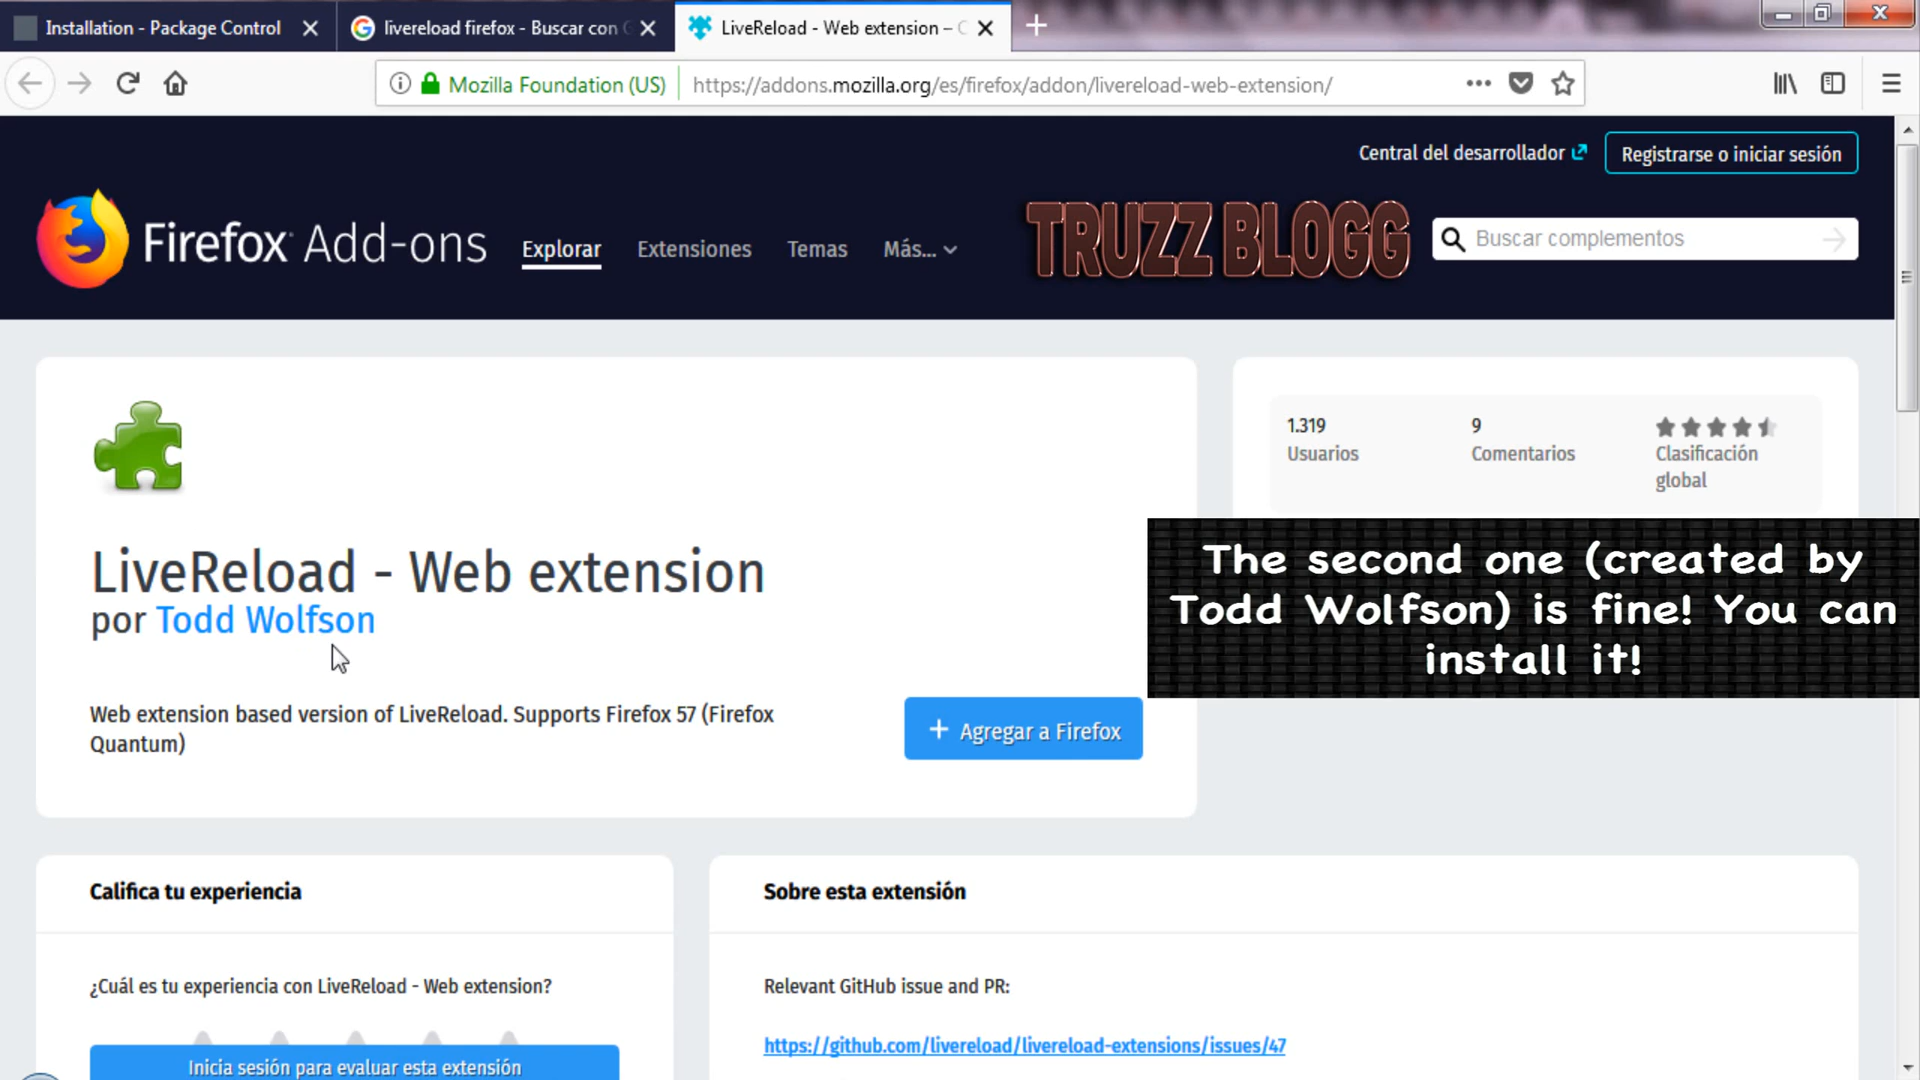 Installation - Package Control
livereload firefox - Buscar con
LiveReload - Web extension –
Mozilla Foundation (US)
https://addons.mozilla.org/es/firefox/addon/livereload-web-extension/
Central del desarrollador
Registrarse o iniciar sesión
Firefox Add-ons
Explorar
Extensiones
Temas
Más...
TRUZZ BLOGG
Buscar complementos
1.319
Usuarios
9
Comentarios
Clasificación
global
LiveReload - Web extension
por Todd Wolfson
The second one (created by
Todd Wolfson) is fine! You can
install it!
Web extension based version of LiveReload. Supports Firefox 57 (Firefox
Quantum)
+ Agregar a Firefox
Califica tu experiencia
¿Cuál es tu experiencia con LiveReload - Web extension?
Inicia sesión para evaluar esta extensión
Sobre esta extensión
Relevant GitHub issue and PR:
https://github.com/livereload/livereload-extensions/issues/47